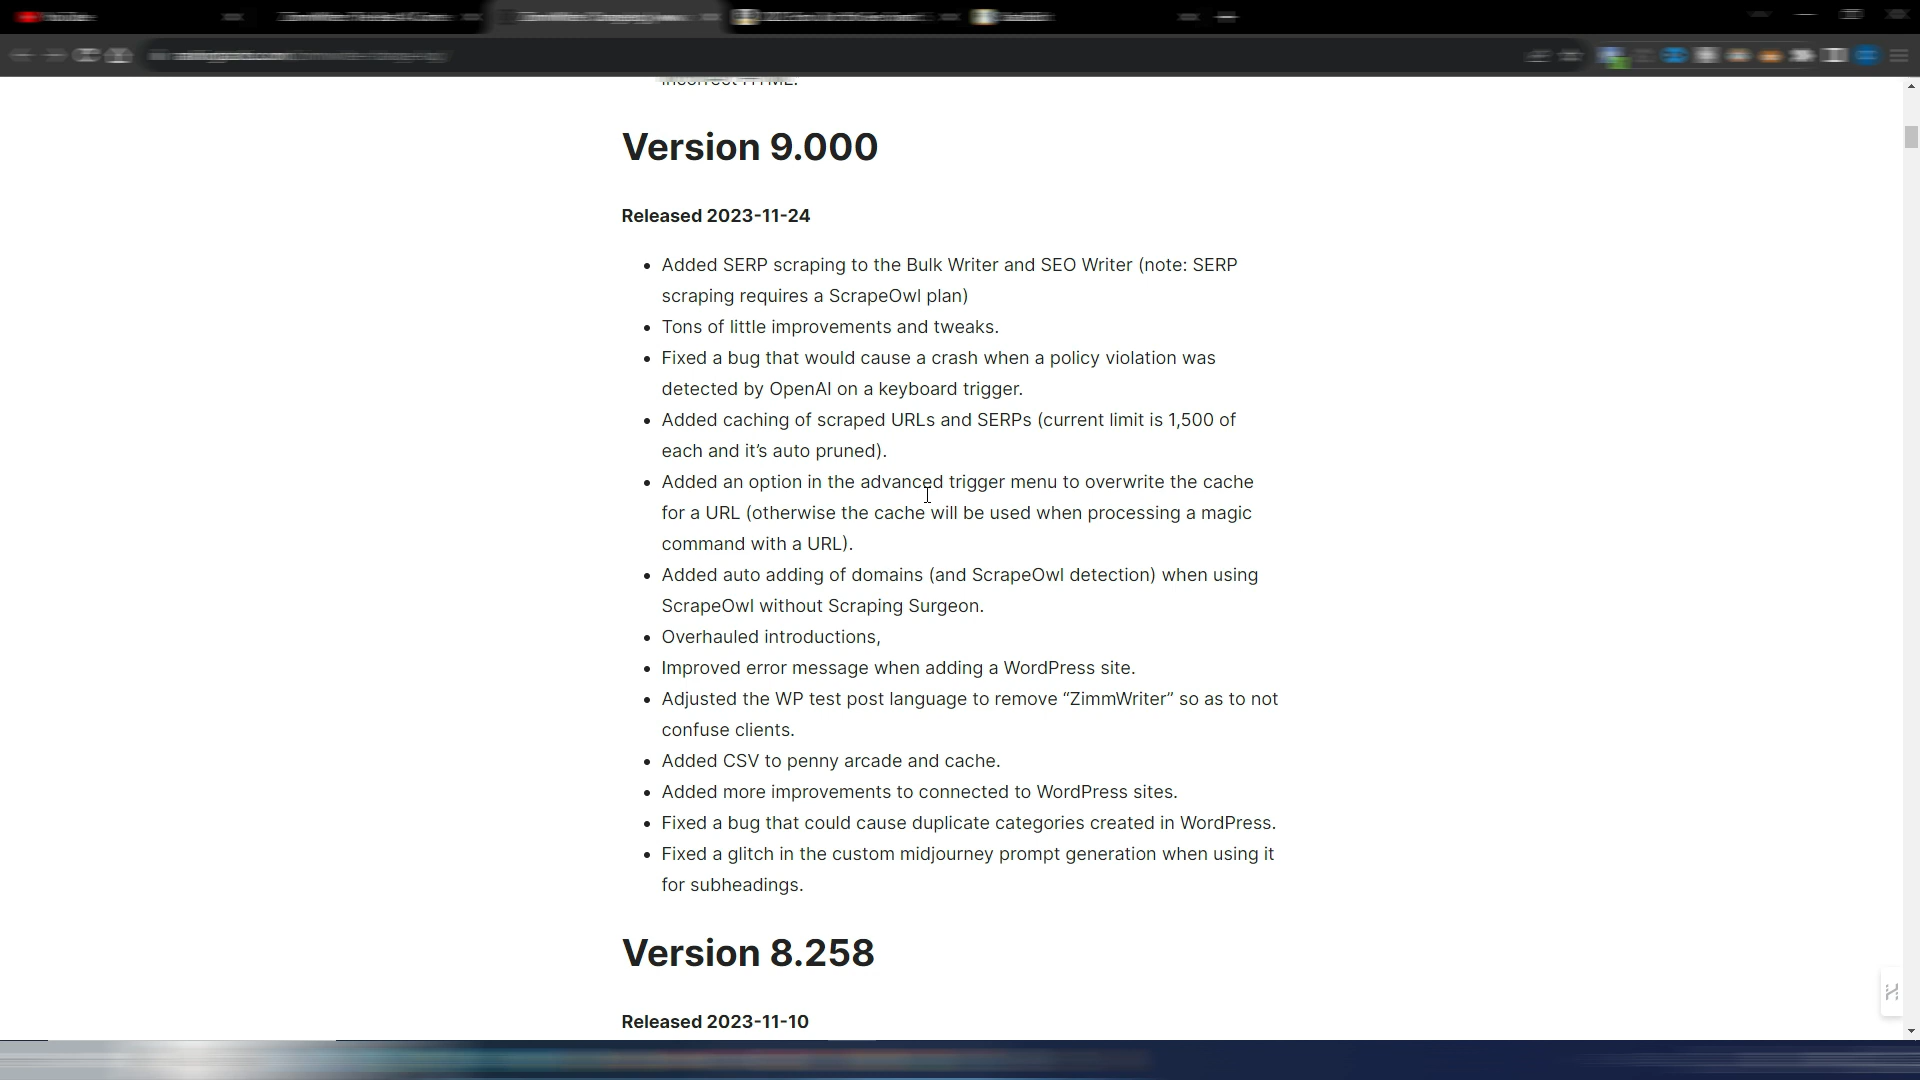 Version 9.000
Released 2023-11-24
• Added SERP scraping to the Bulk Writer and SEO Writer (note: SERP
scraping requires a ScrapeOwl plan)
• Tons of little improvements and tweaks.
• Fixed a bug that would cause a crash when a policy violation was
detected by OpenAI on a keyboard trigger.
• Added caching of scraped URLs and SERPs (current limit is 1,500 of
each and it’s auto pruned).
• Added an option in the advanced trigger menu to overwrite the cache
for a URL (otherwise the cache will be used when processing a magic
command with a URL).
• Added auto adding of domains (and ScrapeOwl detection) when using
ScrapeOwl without Scraping Surgeon.
• Overhauled introductions,
• Improved error message when adding a WordPress site.
• Adjusted the WP test post language to remove “ZimmWriter” so as to not
confuse clients.
• Added CSV to penny arcade and cache.
• Added more improvements to connected to WordPress sites.
• Fixed a bug that could cause duplicate categories created in WordPress.
• Fixed a glitch in the custom midjourney prompt generation when using it
for subheadings.
Version 8.258
Released 2023-11-10